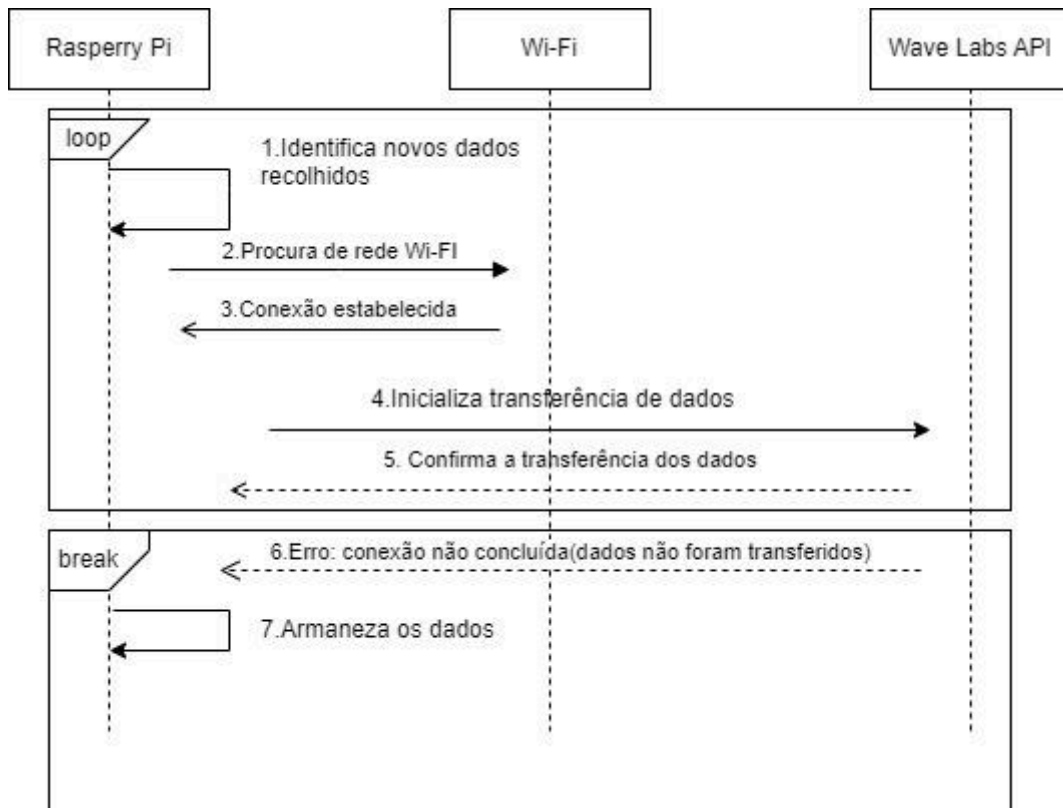 Rasperry Pi
Wi-Fi
Wave Labs API
loop
1.Identifica novos dados
recolhidos
2.Procura de rede Wi-FI
3.Conexão estabelecida
4.Inicializa transferência de dados
5. Confirma a transferência dos dados
break
6.Erro: conexão não concluída(dados não foram transferidos)
7.Armaneza os dados